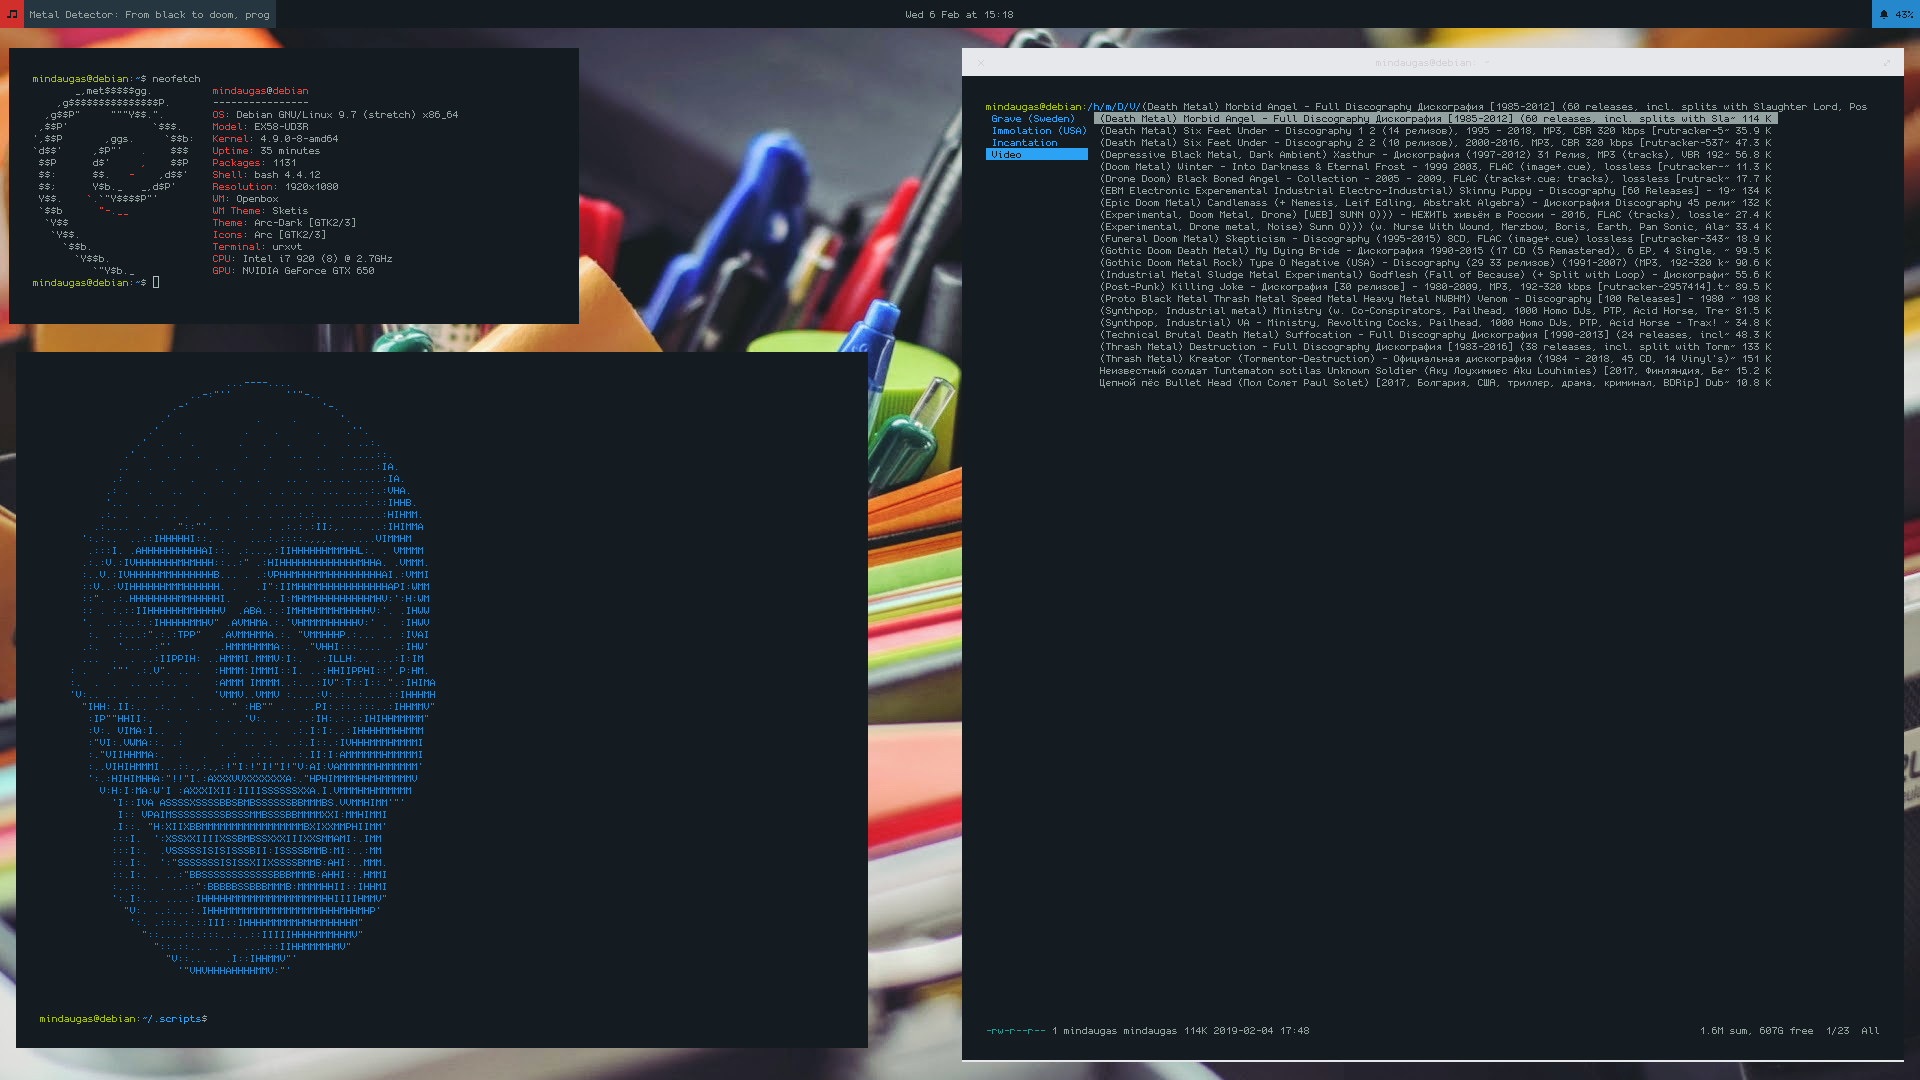 Metal Detector: From black to doom, prog
Wed 6 Feb at 15:18
43%
mindaugas@debian:~$ neofetch
mindaugas@debian
----------------
OS: Debian GNU/Linux 9.7 (stretch) x86_64
Model: EX58-UD3R
Kernel: 4.9.0-8-amd64
Uptime: 35 minutes
Packages: 1131
Shell: bash 4.4.12
Resolution: 1920x1080
WM: Openbox
WM Theme: Sketis
Theme: Arc-Dark [GTK2/3]
Icons: Arc [GTK2/3]
Terminal: urxvt
CPU: Intel i7 920 (8) @ 2.7GHz
GPU: NVIDIA GeForce GTX 650
mindaugas@debian:~$
mindaugas@debian:~/.scripts$
mindaugas@debian: ~
mindaugas@debian:/h/m/D/V/(Death Metal) Morbid Angel - Full Discography Дискография [1985-2012] (60 releases, incl. splits with Slaughter Lord, Pos
Grave (Sweden)
Immolation (USA)
Incantation
Video
(Death Metal) Morbid Angel - Full Discography Дискография [1985-2012] (60 releases, incl. splits with Sla~ 114 K
(Death Metal) Six Feet Under - Discography 1 2 (14 релизов), 1995 - 2018, MP3, CBR 320 kbps [rutracker-5~ 35.9 K
(Death Metal) Six Feet Under - Discography 2 2 (10 релизов), 2000-2016, MP3, CBR 320 kbps [rutracker-537~ 47.3 K
(Depressive Black Metal, Dark Ambient) Xasthur - Дискография (1997-2012) 31 Релиз, MP3 (tracks), VBR 192~ 56.8 K
(Doom Metal) Winter - Into Darkness & Eternal Frost - 1999 2003, FLAC (image+.cue), lossless [rutracker-~ 11.3 K
(Drone Doom) Black Boned Angel - Collection - 2005 - 2009, FLAC (tracks+.cue; tracks), lossless [rutrack~ 17.7 K
(EBM Electronic Experemental Industrial Electro-Industrial) Skinny Puppy - Discography [60 Releases] - 19~ 134 K
(Epic Doom Metal) Candlemass (+ Nemesis, Leif Edling, Abstrakt Algebra) - Дискография Discography 45 рели~ 132 K
(Experimental, Doom Metal, Drone) [WEB] SUNN O))) - НЕЖИТЬ живьём в России - 2016, FLAC (tracks), lossle~ 27.4 K
(Experimental, Drone metal, Noise) Sunn O))) (w. Nurse With Wound, Merzbow, Boris, Earth, Pan Sonic, Ala~ 33.4 K
(Funeral Doom Metal) Skepticism - Discography (1995-2015) 8CD, FLAC (image+.cue) lossless [rutracker-343~ 18.9 K
(Gothic Doom Death Metal) My Dying Bride - Дискография 1990-2015 (17 CD (5 Remastered), 6 EP, 4 Single, ~ 99.5 K
(Gothic Doom Metal Rock) Type O Negative (USA) - Discography (29 33 релизов) (1991-2007) (MP3, 192-320 k~ 90.6 K
(Industrial Metal Sludge Metal Experimental) Godflesh (Fall of Because) (+ Split with Loop) - Дискографи~ 55.6 K
(Post-Punk) Killing Joke - Дискография [30 релизов] - 1980-2009, MP3, 192-320 kbps [rutracker-2957414].t~ 89.5 K
(Proto Black Metal Thrash Metal Speed Metal Heavy Metal NWBHM) Venom - Discography [100 Releases] - 1980 ~ 198 K
(Synthpop, Industrial metal) Ministry (w. Co-Conspirators, Pailhead, 1000 Homo DJs, PTP, Acid Horse, Tre~ 81.5 K
(Synthpop, Industrial) VA - Ministry, Revolting Cocks, Pailhead, 1000 Homo DJs, PTP, Acid Horse - Trax! ~ 34.8 K
(Technical Brutal Death Metal) Suffocation - Full Discography Дискография [1990-2013] (24 releases, incl~ 48.3 K
(Thrash Metal) Destruction - Full Discography Дискография [1983-2016] (38 releases, incl. split with Torm~ 133 K
(Thrash Metal) Kreator (Tormentor-Destruction) - Официальная дискография (1984 - 2018, 45 CD, 14 Vinyl's)~ 151 K
Неизвестный солдат Tuntematon sotilas Unknown Soldier (Аку Лоухимиес Aku Louhimies) [2017, Финляндия, Бе~ 15.2 K
Цепной пёс Bullet Head (Пол Солет Paul Solet) [2017, Болгария, США, триллер, драма, криминал, BDRip] Dub~ 10.8 K
-rw-r--r-- 1 mindaugas mindaugas 114K 2019-02-04 17:48
1.6M sum, 607G free 1/23 All